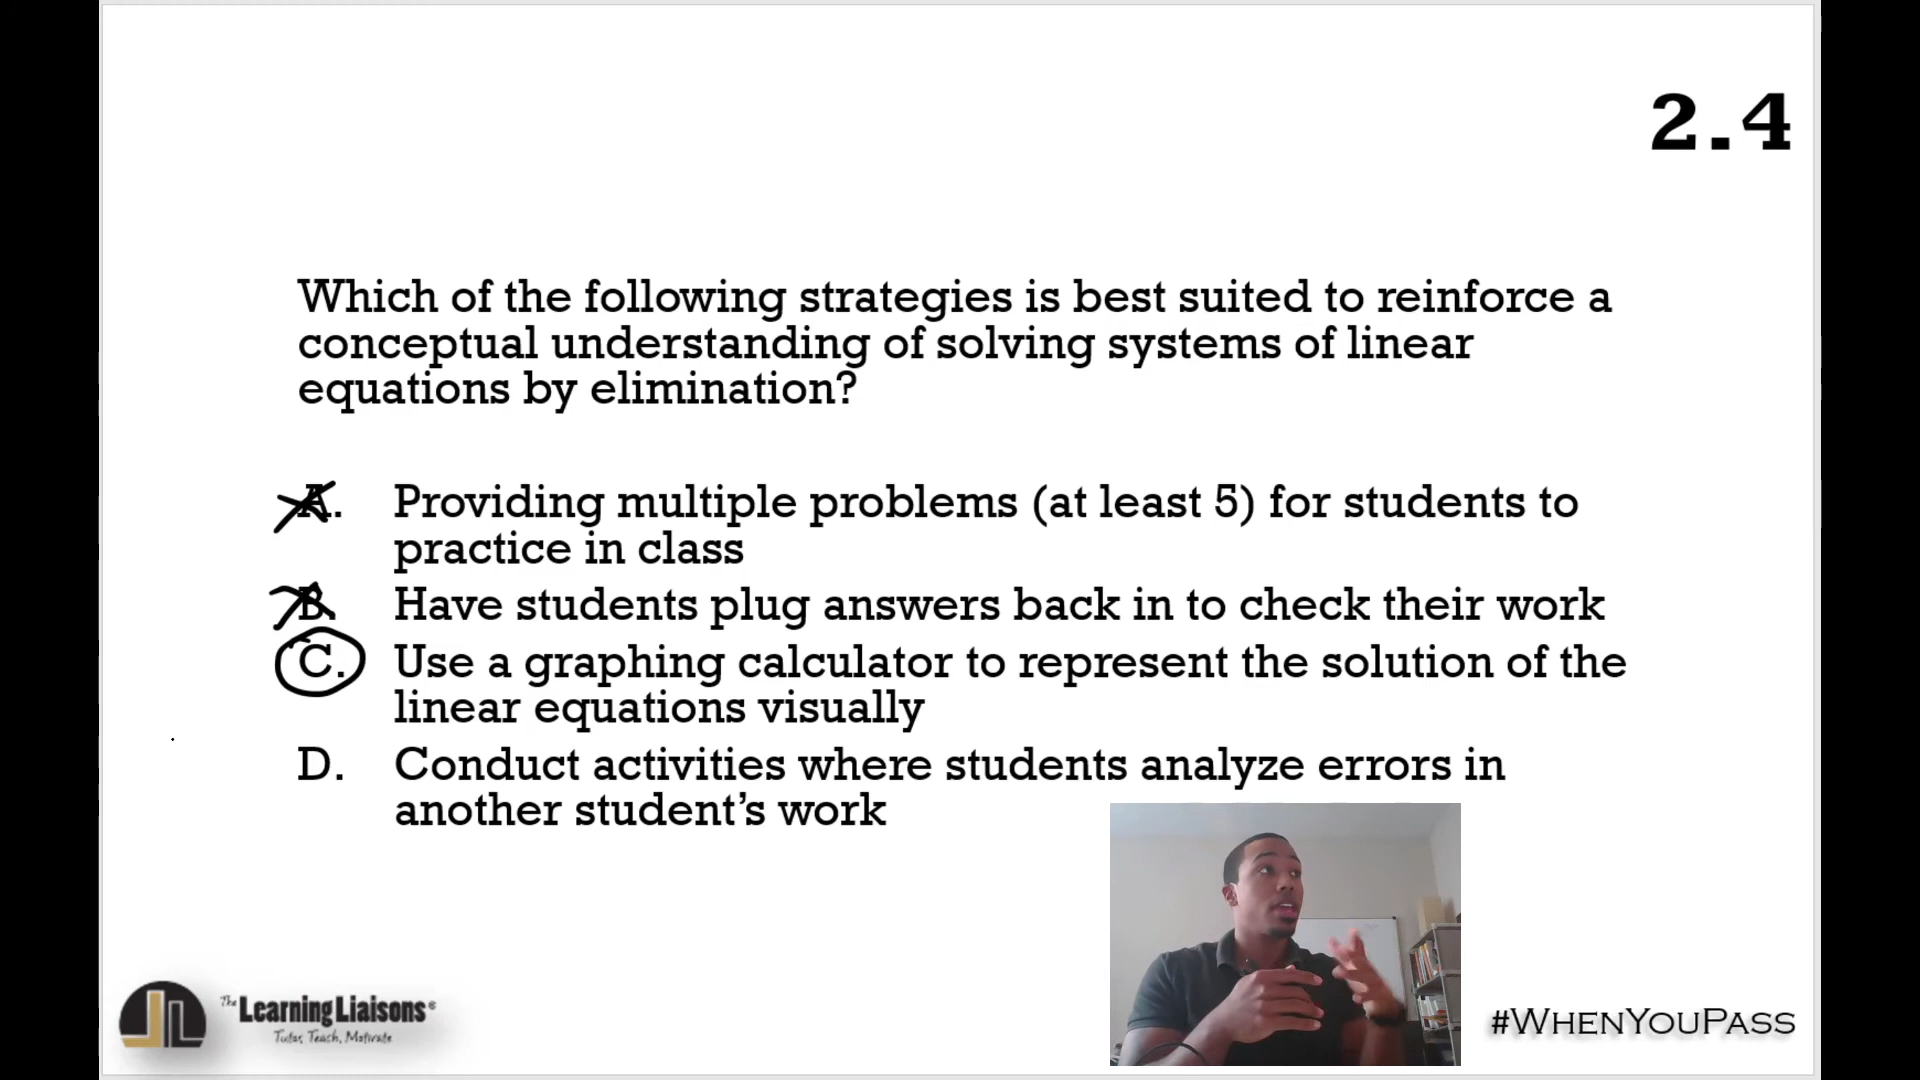 2.4
Which of the following strategies is best suited to reinforce a
conceptual understanding of solving systems of linear
equations by elimination?
A. Providing multiple problems (at least 5) for students to
practice in class
B. Have students plug answers back in to check their work
C. Use a graphing calculator to represent the solution of the
linear equations visually
D. Conduct activities where students analyze errors in
another student's work
The Learning Liaisons®
Tutor, Teach, Motivate
#WHENYOUPASS